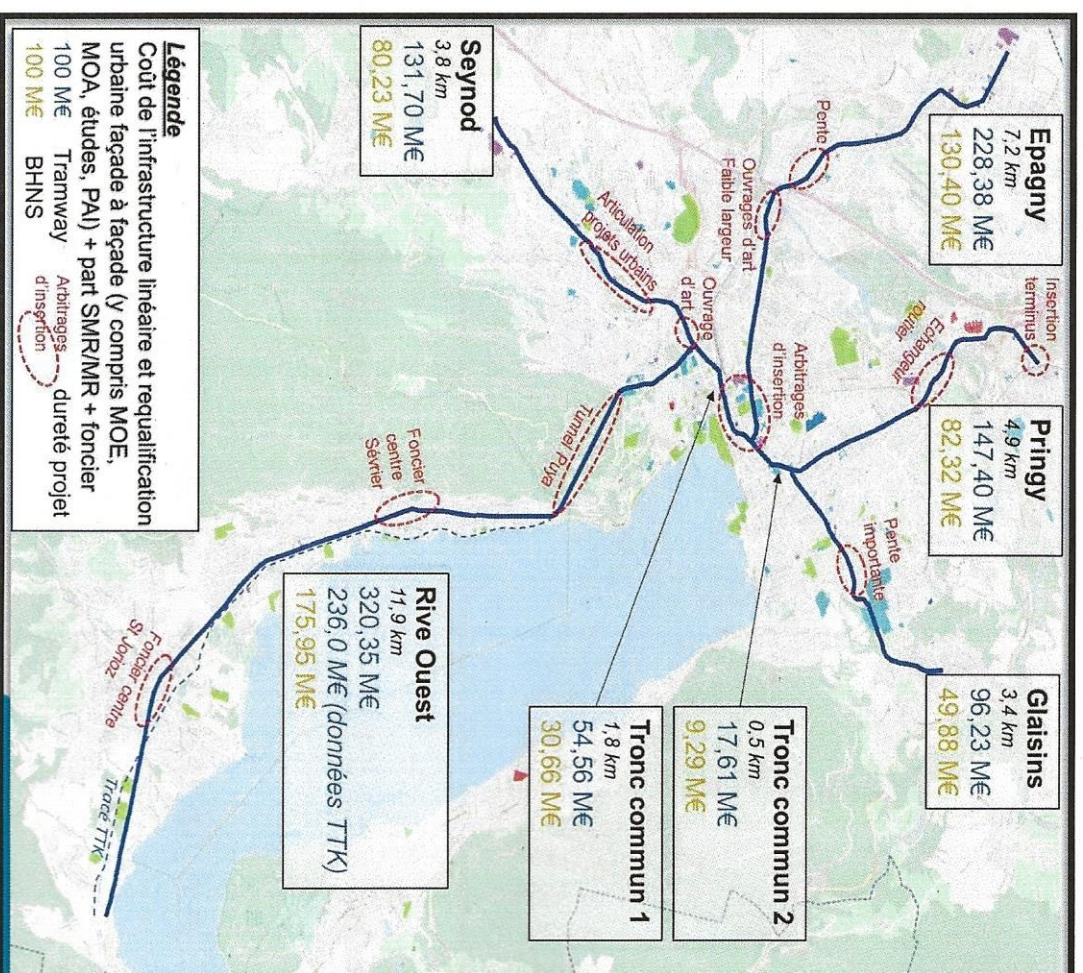 Epagny
7,2 km
228,38 M€
130,40 M€
Insertion
terminus
Echangeur
routier
Pringy
4,9 km
147,40 M€
82,32 M€
Glaisins
3,4 km
96,23 M€
49,88 M€
Pente
Ouvrages d'art
Faible largeur
Arbitrages
d'insertion
Pente
importante
Seynod
3,8 km
131,70 M€
80,23 M€
Articulation
projets urbains
Ouvrage
d'art
Tronc commun 2
0,5 km
17,61 M€
9,29 M€
Tronc commun 1
1,8 km
54,56 M€
30,66 M€
Tunnel Puya
Foncier
centre
Sévrier
Rive Ouest
11,9 km
320,35 M€
236,0 M€ (données TTK)
175,95 M€
Foncier centre
St Jorioz
Tracé TTK
Légende
Coût de l'infrastructure linéaire et requalification
urbaine façade à façade (y compris MOE,
MOA, études, PAI) + part SMR/MR + foncier
100 M€ Tramway
100 M€ BHNS
Arbitrages
d'insertion
dureté projet